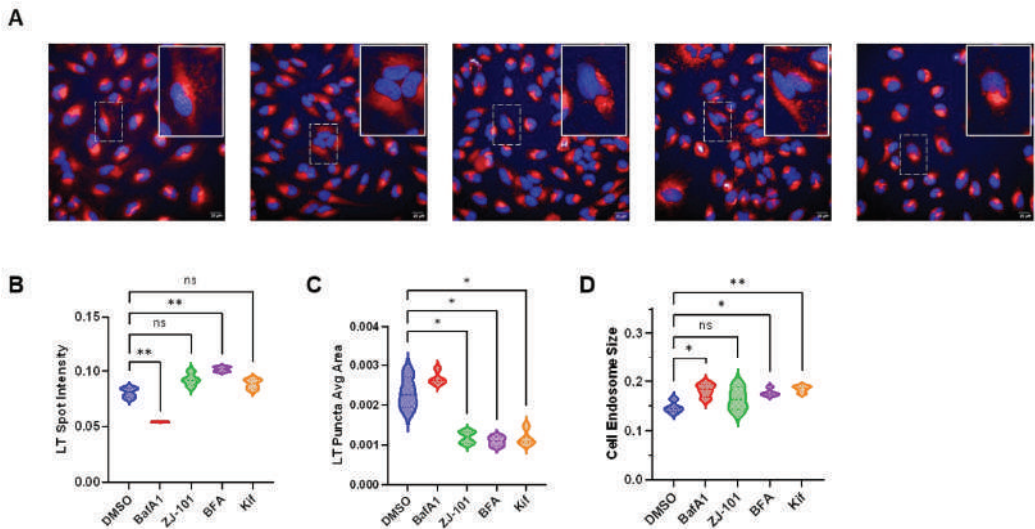 A
B
ns
**
ns
**
0.15
0.10
0.05
0.00
LT Spot Intensity
DMSO
BafA1
ZJ-101
BFA
Kif
C
*
*
*
0.004
0.003
0.002
0.001
0.000
LT Puncta Avg Area
DMSO
BafA1
ZJ-101
BFA
Kif
D
**
*
ns
*
0.3
0.2
0.1
0.0
Cell Endosome Size
DMSO
BafA1
ZJ-101
BFA
Kif